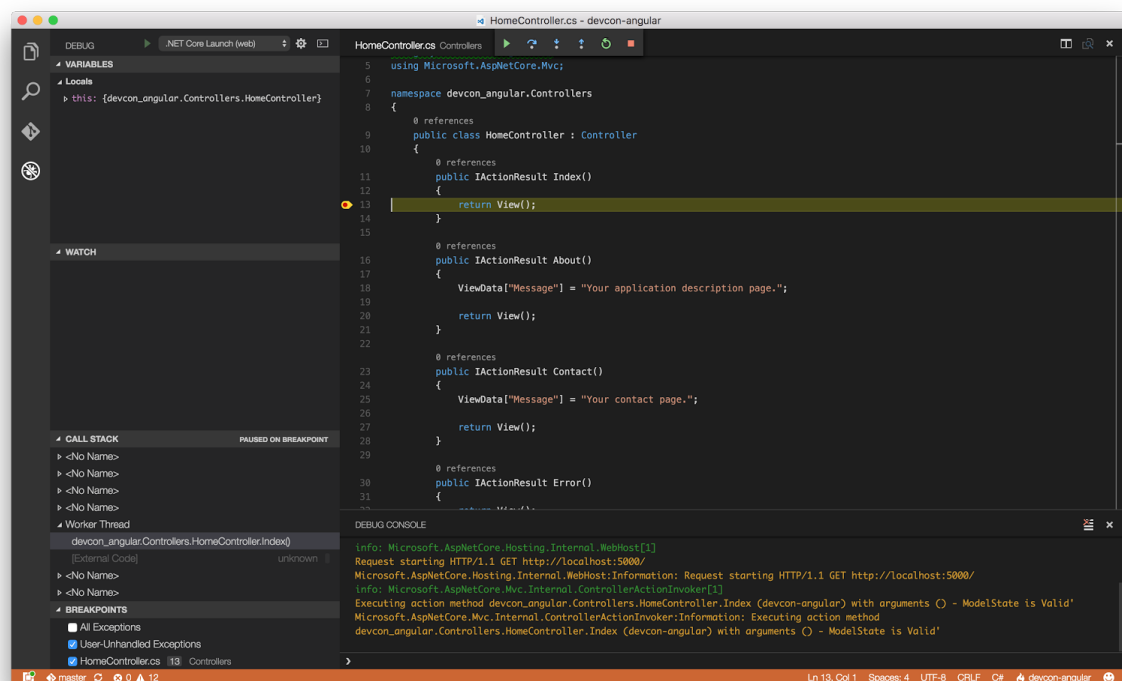 HomeController.cs - devcon-angular
DEBUG
.NET Core Launch (web)
VARIABLES
Locals
this: {devcon_angular.Controllers.HomeController}
WATCH
CALL STACK PAUSED ON BREAKPOINT
<No Name>
<No Name>
<No Name>
<No Name>
Worker Thread
devcon_angular.Controllers.HomeController.Index()
[External Code] unknown 0
<No Name>
<No Name>
BREAKPOINTS
All Exceptions
User-Unhandled Exceptions
HomeController.cs 13 Controllers
HomeController.cs Controllers
5 using Microsoft.AspNetCore.Mvc;
6
7 namespace devcon_angular.Controllers
8 {
0 references
9 public class HomeController : Controller
10 {
0 references
11 public IActionResult Index()
12 {
13 return View();
14 }
15
0 references
16 public IActionResult About()
17 {
18 ViewData["Message"] = "Your application description page.";
19
20 return View();
21 }
22
0 references
23 public IActionResult Contact()
24 {
25 ViewData["Message"] = "Your contact page.";
26
27 return View();
28 }
29
0 references
30 public IActionResult Error()
31 {
return View();
DEBUG CONSOLE
info: Microsoft.AspNetCore.Hosting.Internal.WebHost[1]
Request starting HTTP/1.1 GET http://localhost:5000/
Microsoft.AspNetCore.Hosting.Internal.WebHost:Information: Request starting HTTP/1.1 GET http://localhost:5000/
info: Microsoft.AspNetCore.Mvc.Internal.ControllerActionInvoker[1]
Executing action method devcon_angular.Controllers.HomeController.Index (devcon-angular) with arguments () - ModelState is Valid'
Microsoft.AspNetCore.Mvc.Internal.ControllerActionInvoker:Information: Executing action method
devcon_angular.Controllers.HomeController.Index (devcon-angular) with arguments () - ModelState is Valid'
master 0 12
Ln 13, Col 1 Spaces: 4 UTF-8 CRLF C# devcon-angular